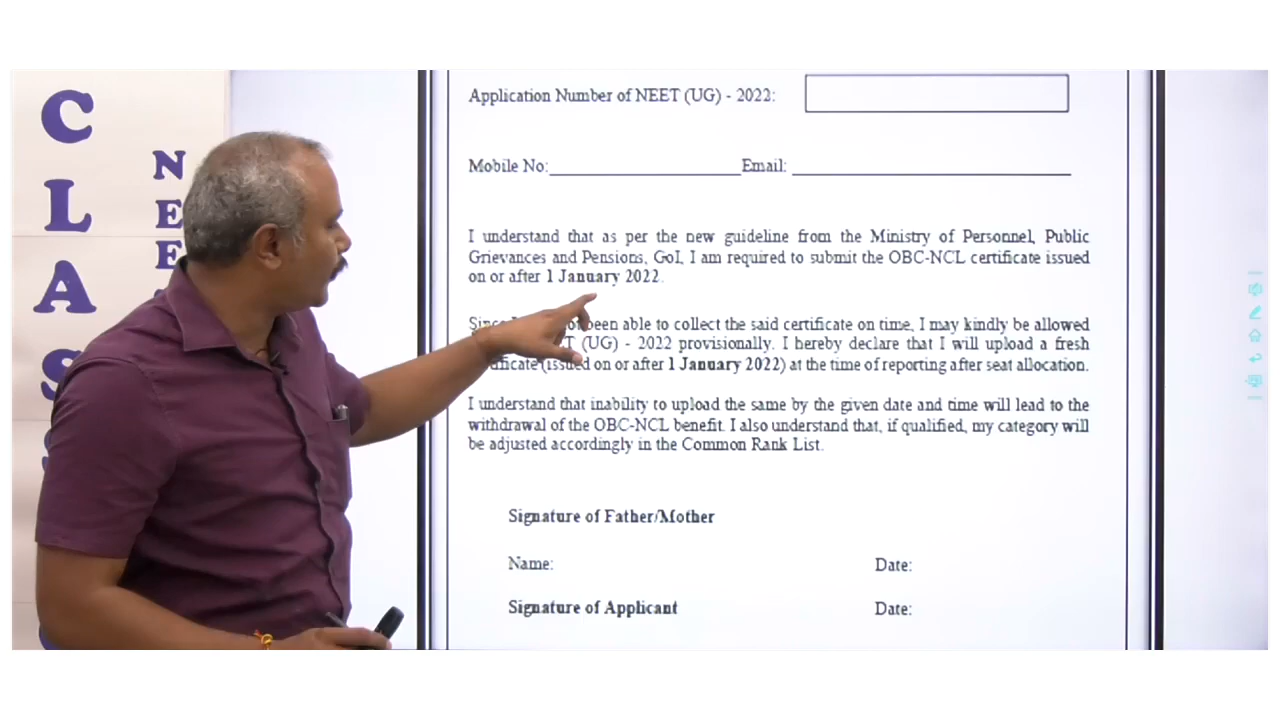 C
L
A
S
N
E
E
Application Number of NEET (UG) - 2022:
Mobile No: Email:
I understand that as per the new guideline from the Ministry of Personnel, Public
Grievances and Pensions, GoI, I am required to submit the OBC-NCL certificate issued
on or after 1 January 2022.
been able to collect the said certificate on time, I may kindly be allowed
(UG) - 2022 provisionally. I hereby declare that I will upload a fresh
(issued on or after 1 January 2022) at the time of reporting after seat allocation.
I understand that inability to upload the same by the given date and time will lead to the
withdrawal of the OBC-NCL benefit. I also understand that, if qualified, my category will
be adjusted accordingly in the Common Rank List.
Signature of Father/Mother
Name: Date:
Signature of Applicant Date: